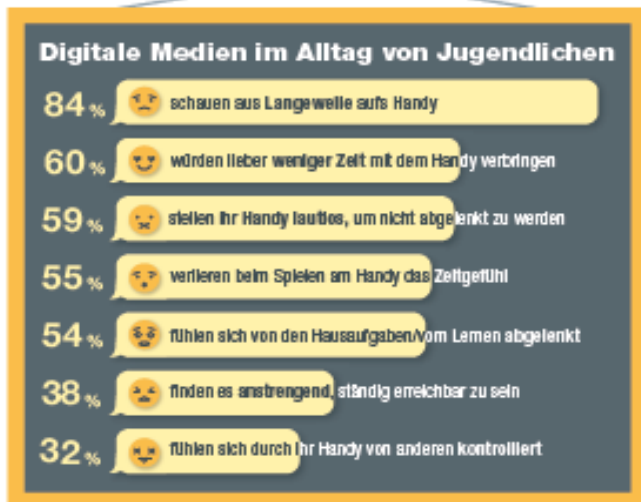 Digitale Medien im Alltag von Jugendlichen
84% schauen aus Langeweile aufs Handy
60% würden lieber weniger Zeit mit dem Handy verbringen
59% stellen ihr Handy lautlos, um nicht abgelenkt zu werden
55% verlieren beim Spielen am Handy das Zeitgefühl
54% fühlen sich von den Hausaufgaben/vom Lernen abgelenkt
38% finden es anstrengend, ständig erreichbar zu sein
32% fühlen sich durch ihr Handy von anderen kontrolliert